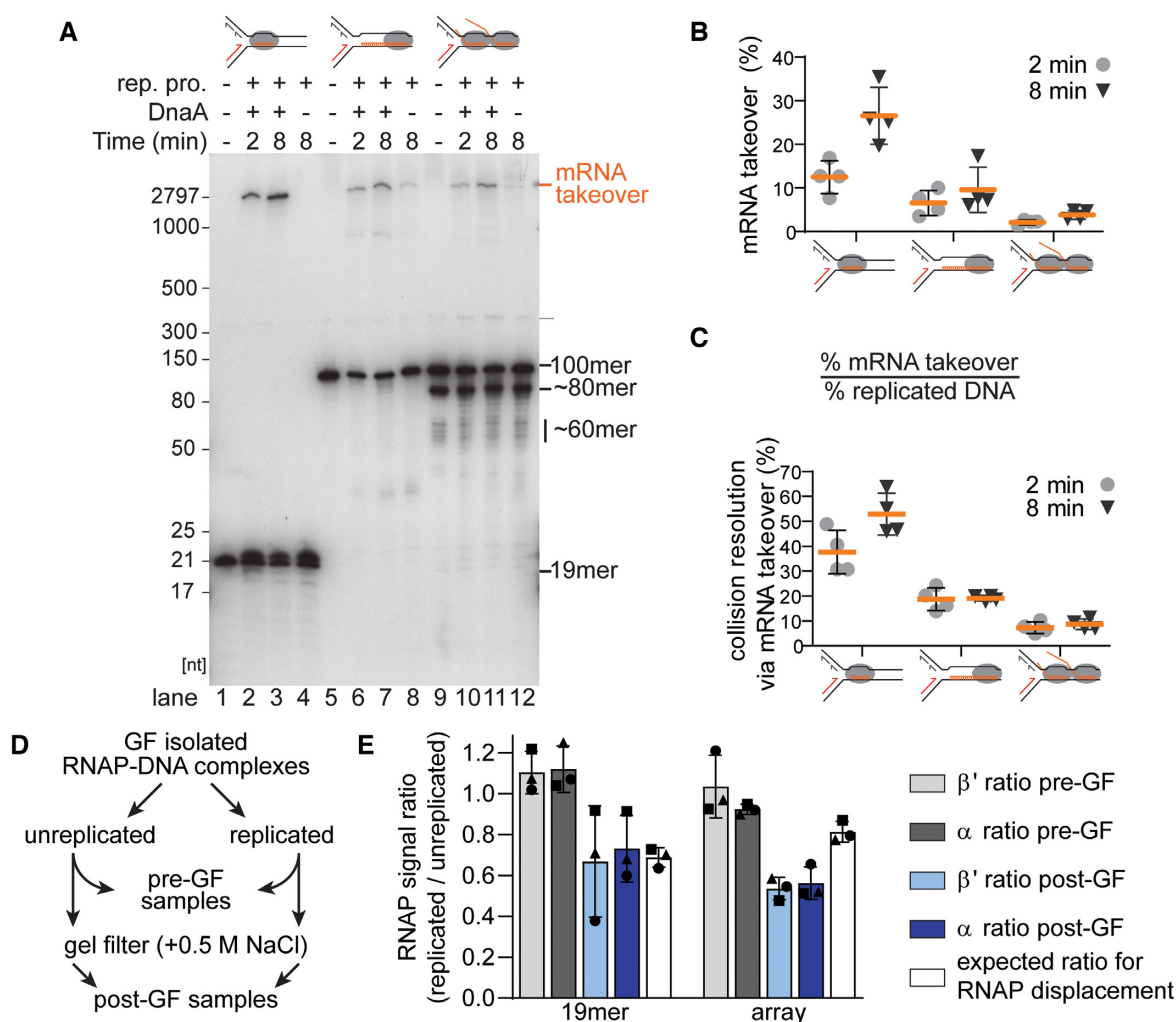 A
rep. pro. - + + + - + + + - + + +
DnaA + + - + + - + + -
Time (min) 2 8 8 2 8 8 2 8 8
mRNA
takeover
2797
1000
500
300
150
80
50
25
21
17
[nt]
100mer
~80mer
~60mer
19mer
lane 1 2 3 4 5 6 7 8 9 10 11 12
B
mRNA takeover (%)
40
30
20
10
0
2 min
8 min
C
% mRNA takeover
% replicated DNA
collision resolution
via mRNA takeover (%)
70
60
50
40
30
20
10
0
2 min
8 min
D
GF isolated
RNAP-DNA complexes
unreplicated replicated
pre-GF
samples
gel filter (+0.5 M NaCl)
post-GF samples
E
RNAP signal ratio
(replicated / unreplicated)
1.2
1.0
0.8
0.6
0.4
0.2
0.0
19mer array
β' ratio pre-GF
α ratio pre-GF
β' ratio post-GF
α ratio post-GF
expected ratio for
RNAP displacement